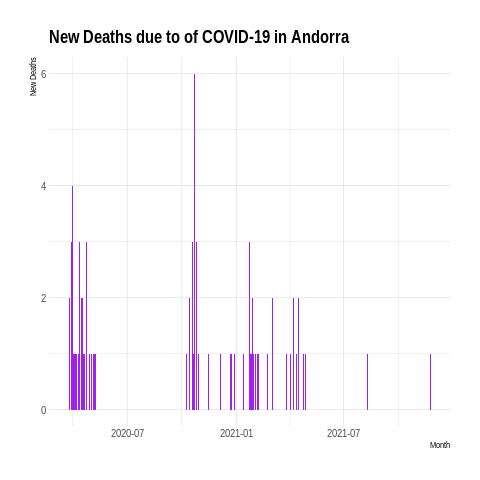 New Deaths due to of COVID-19 in Andorra
New Deaths
6
4
2
0
2020-07
2021-01
2021-07
Month